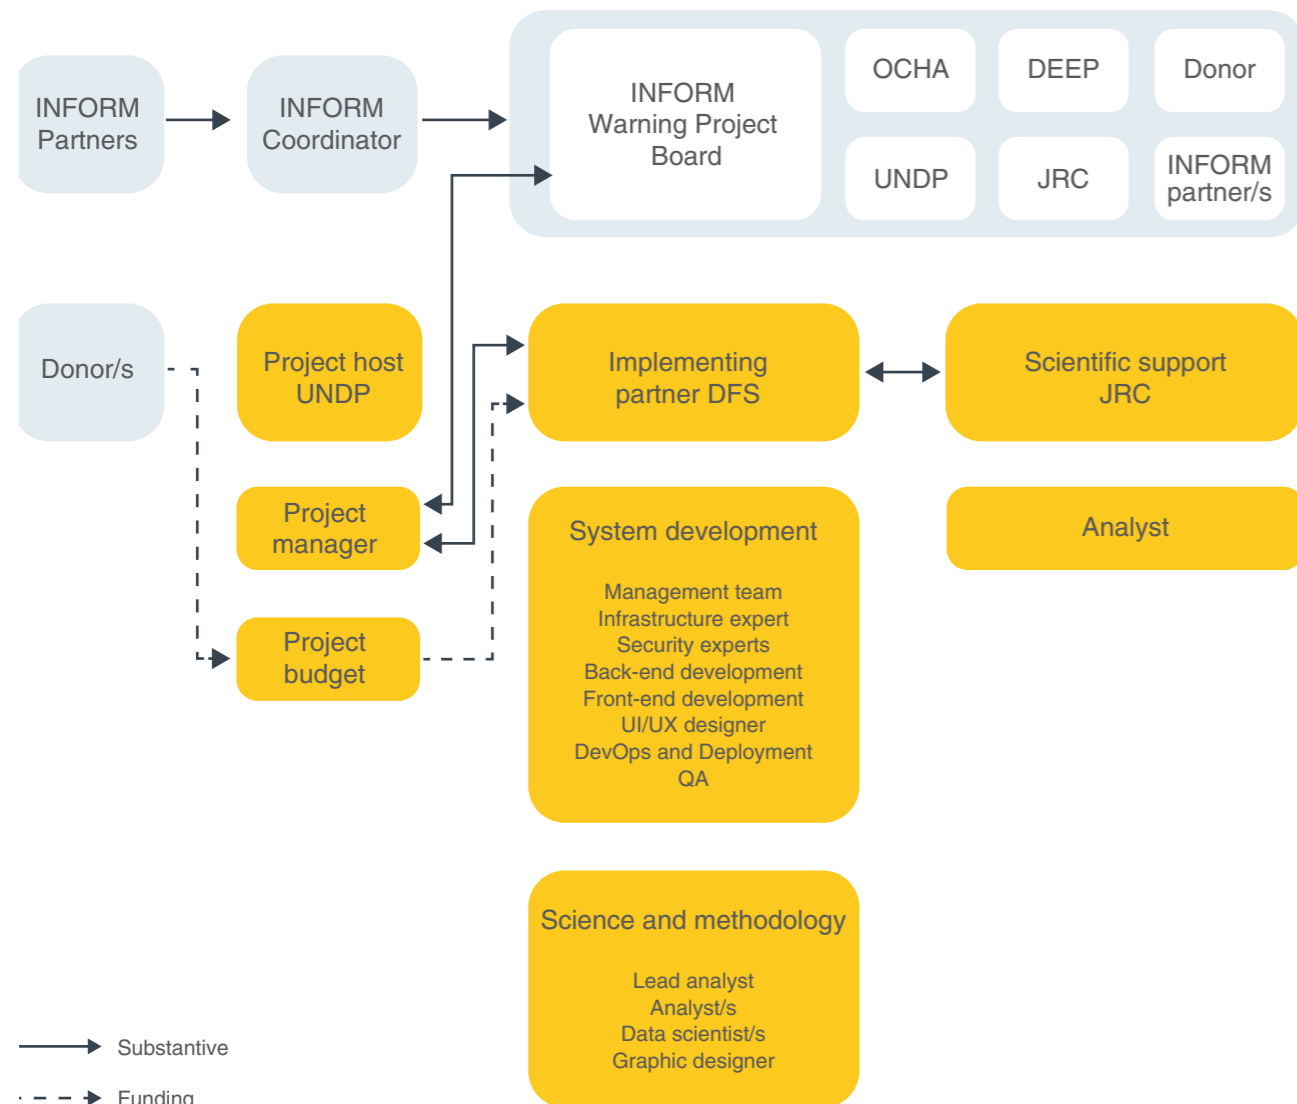 INFORM
Partners
INFORM
Coordinator
INFORM
Warning Project
Board
OCHA
DEEP
Donor
UNDP
JRC
INFORM
partner/s
Donor/s
Project host
UNDP
Implementing
partner DFS
Scientific support
JRC
Project
manager
Project
budget
System development
Management team
Infrastructure expert
Security experts
Back-end development
Front-end development
UI/UX designer
DevOps and Deployment
QA
Analyst
Science and methodology
Lead analyst
Analyst/s
Data scientist/s
Graphic designer
Substantive
Funding